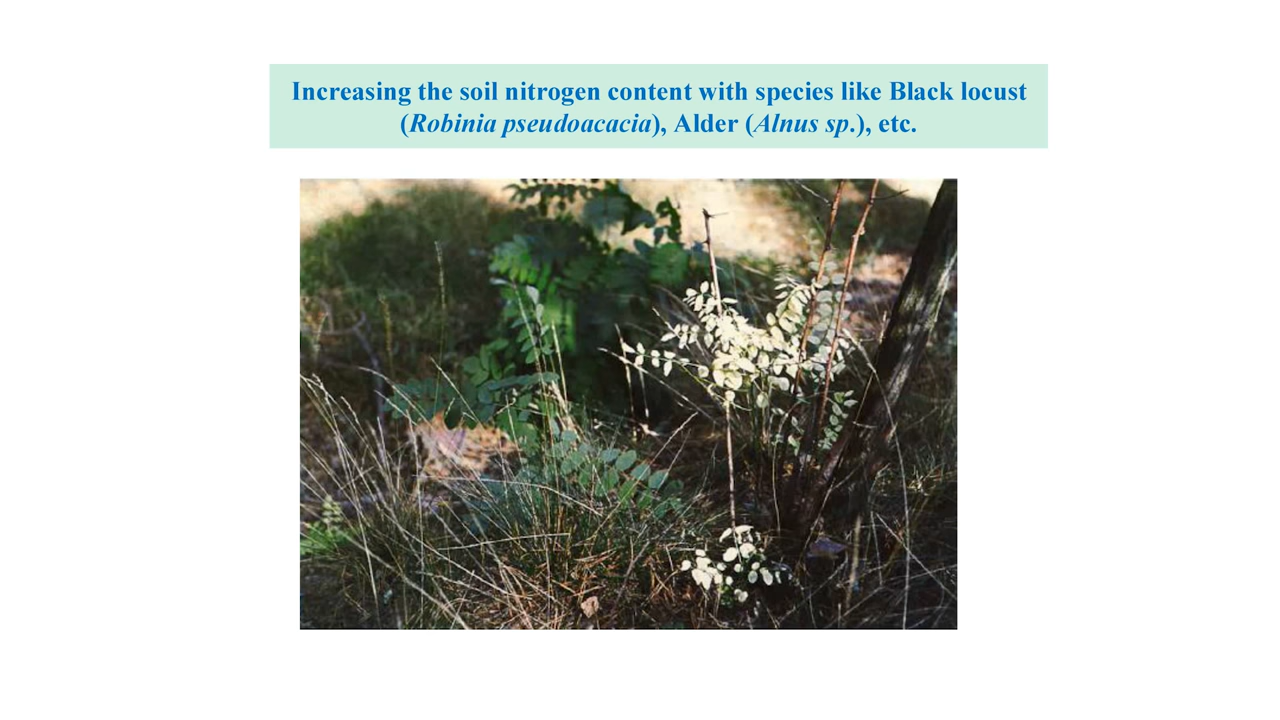 Increasing the soil nitrogen content with species like Black locust
(Robinia pseudoacacia), Alder (Alnus sp.), etc.